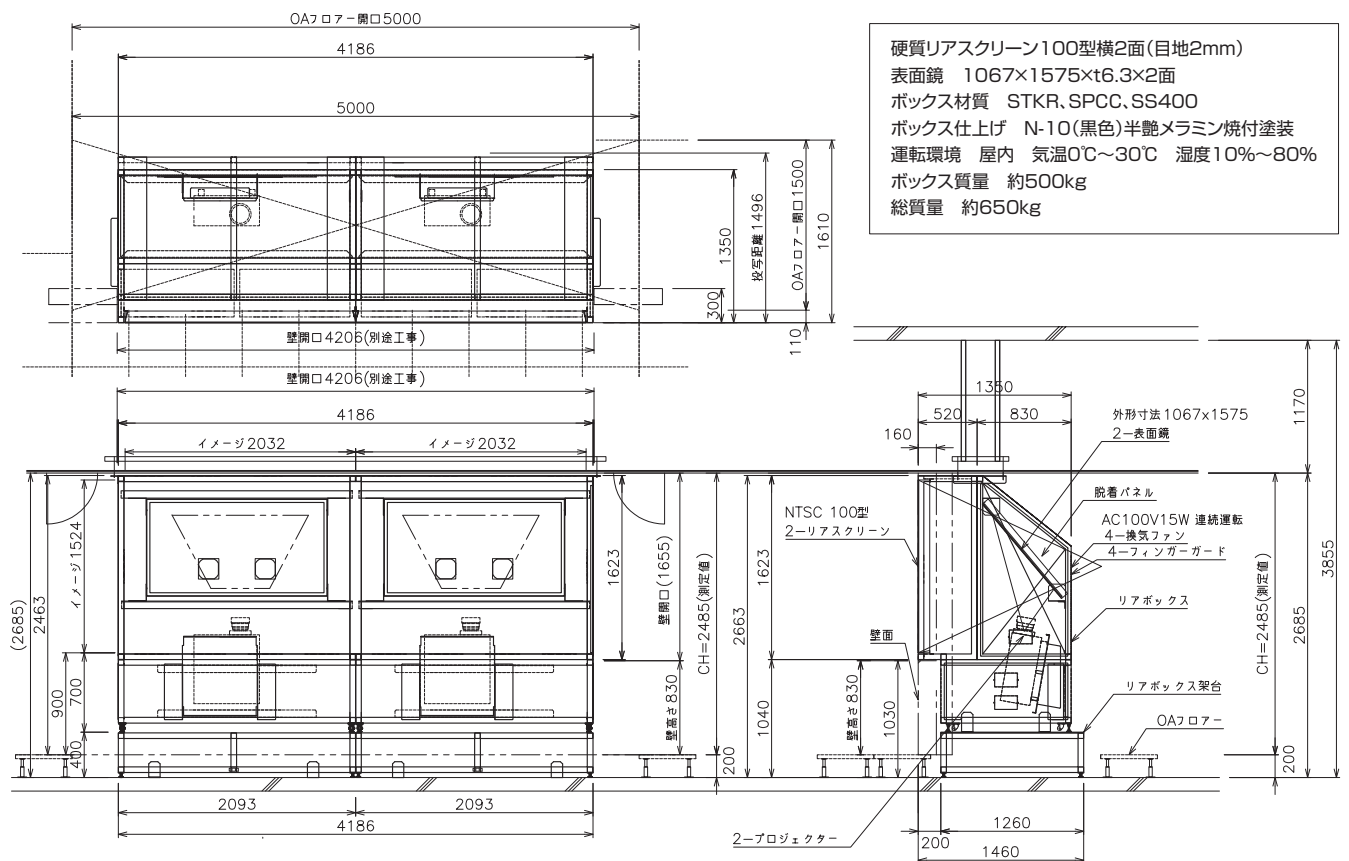 OAフロアー開口5000
4186
5000
1350
投写距離1496
OAフロアー開口1500
1610
300
110
壁開口4206(別途工事)
硬質リアスクリーン100型横2面(目地2mm)
表面鏡　1067×1575×t6.3×2面
ボックス材質　STKR、SPCC、SS400
ボックス仕上げ　N-10(黒色)半艶メラミン焼付塗装
運転環境　屋内　気温0℃～30℃　湿度10%～80%
ボックス質量　約500kg
総質量　約650kg
壁開口4206(別途工事)
4186
イメージ2032
イメージ2032
(2685)
2463
イメージ1524
900
700
400
1623
壁開口(1655)
CH=2485(測定値)
壁高さ830
200
2093
2093
4186
1350
520
830
160
外形寸法1067x1575
2ー表面鏡
脱着パネル
NTSC 100型
2ーリアスクリーン
AC100V15W 連続運転
4ー換気ファン
4ーフィンガーガード
リアボックス
壁面
リアボックス架台
OAフロアー
2663
1623
1040
壁高さ830
1030
1170
3855
CH=2485(測定値)
2685
200
2ープロジェクター
1260
200
1460